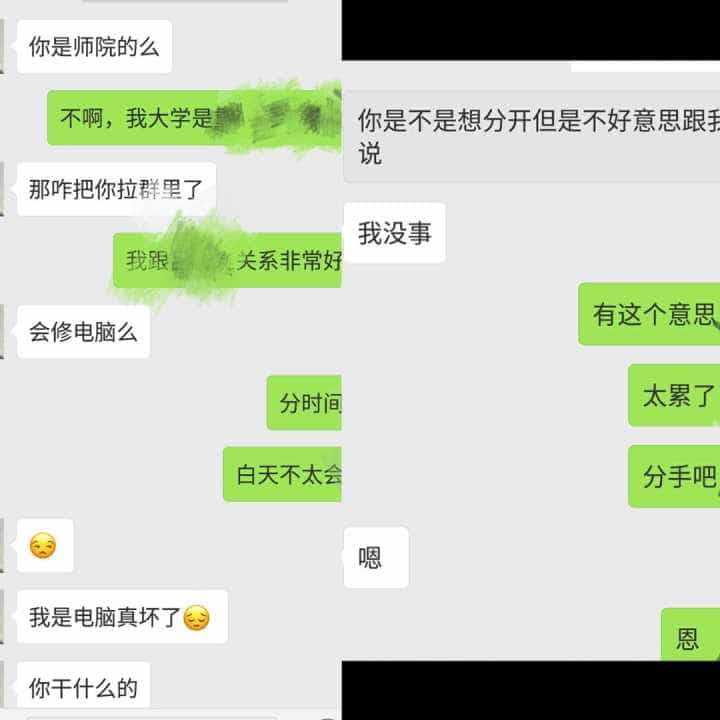 你是师院的么
不啊，我大学是
那咋把你拉群里了
我跟 关系非常好
会修电脑么
分时间
白天不太会
😒
我是电脑真坏了😔
你干什么的
你是不是想分开但是不好意思跟我
说
我没事
有这个意思
太累了
分手吧
嗯
恩